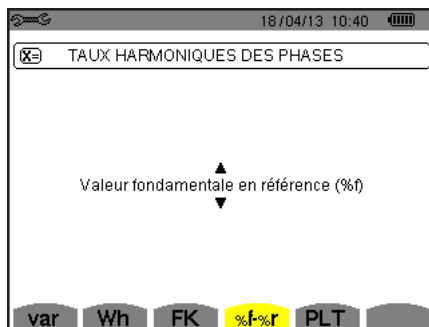 18/04/13 10:40
X= TAUX HARMONIQUES DES PHASES
Valeur fondamentale en référence (%f)
var Wh FK %f-%r PLT